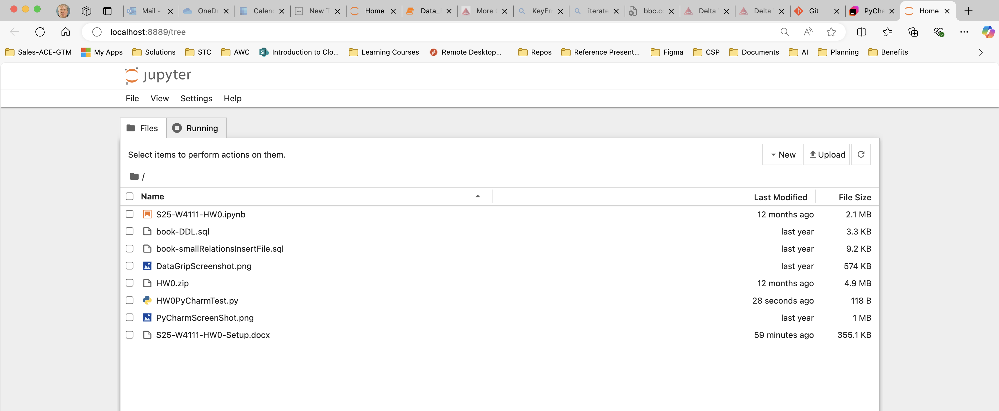 Mail - OneDr Calenc New T Home Data_ More KeyErr iterate bbc.c Delta Delta Git PyCha Home
localhost:8889/tree
Sales-ACE-GTM My Apps Solutions STC AWC Introduction to Clo... Learning Courses Remote Desktop... Repos Reference Present... Figma CSP Documents AI Planning Benefits
jupyter
File View Settings Help
Files Running
Select items to perform actions on them. New Upload
/
Name Last Modified File Size
S25-W4111-HW0.ipynb 12 months ago 2.1 MB
book-DDL.sql last year 3.3 KB
book-smallRelationsInsertFile.sql last year 9.2 KB
DataGripScreenshot.png last year 574 KB
HW0.zip 12 months ago 4.9 MB
HW0PyCharmTest.py 28 seconds ago 118 B
PyCharmScreenShot.png last year 1 MB
S25-W4111-HW0-Setup.docx 59 minutes ago 355.1 KB